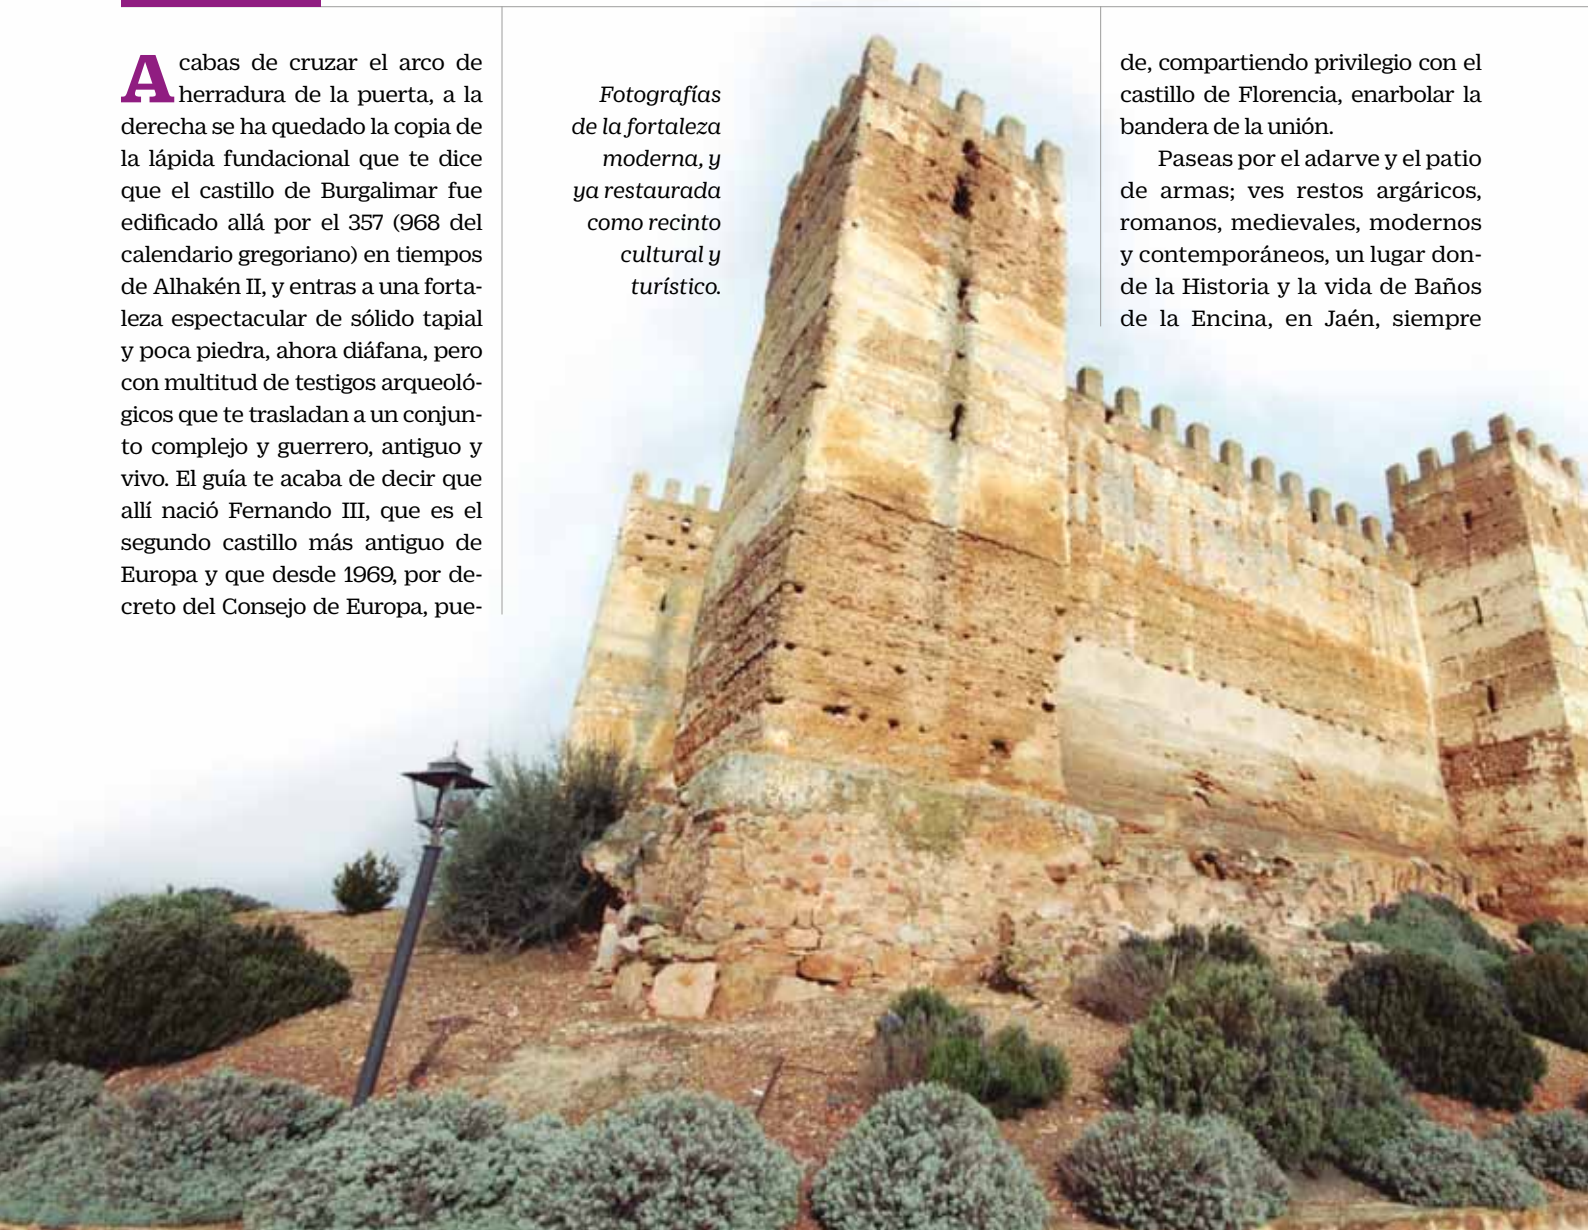 Acabas de cruzar el arco de
herradura de la puerta, a la
derecha se ha quedado la copia de
la lápida fundacional que te dice
que el castillo de Burgalimar fue
edificado allá por el 357 (968 del
calendario gregoriano) en tiempos
de Alhakén II, y entras a una forta-
leza espectacular de sólido tapial
y poca piedra, ahora diáfana, pero
con multitud de testigos arqueoló-
gicos que te trasladan a un conjun-
to complejo y guerrero, antiguo y
vivo. El guía te acaba de decir que
allí nació Fernando III, que es el
segundo castillo más antiguo de
Europa y que desde 1969, por de-
creto del Consejo de Europa, pue-
Fotografías
de la fortaleza
moderna, y
ya restaurada
como recinto
cultural y
turístico.
de, compartiendo privilegio con el
castillo de Florencia, enarbolar la
bandera de la unión.
Paseas por el adarve y el patio
de armas; ves restos argáricos,
romanos, medievales, modernos
y contemporáneos, un lugar don-
de la Historia y la vida de Baños
de la Encina, en Jaén, siempre